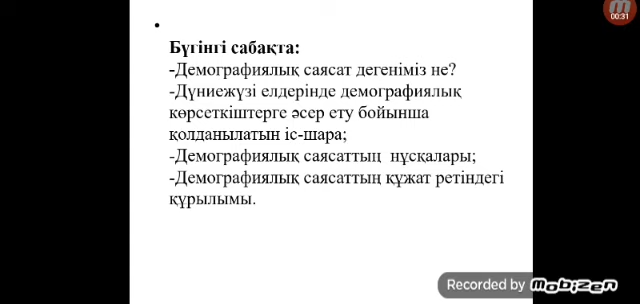 00:31
Бүгінгі сабақта:
-Демографиялық саясат дегеніміз не?
-Дүниежүзі елдерінде демографиялық
көрсеткіштерге әсер ету бойынша
қолданылатын іс-шара;
-Демографиялық саясаттың нұсқалары;
-Демографиялық саясаттың құжат ретіндегі
құрылымы.
Recorded by mobizen